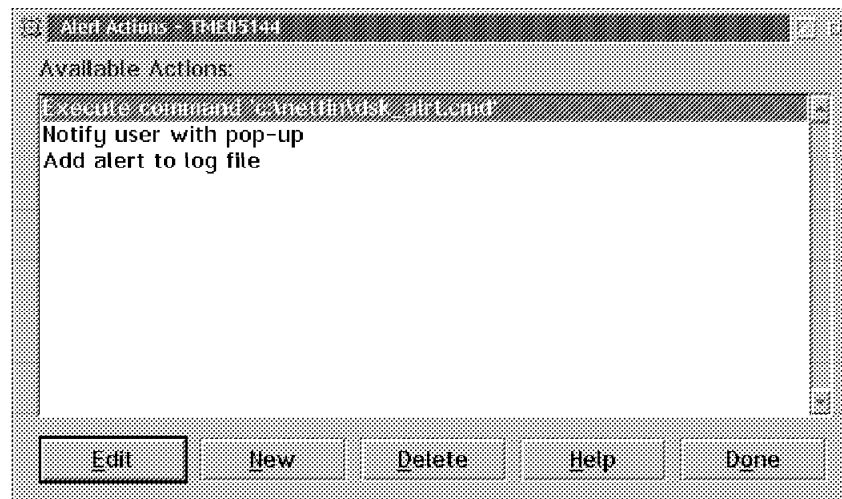 Alert Actions - TME05144
Available Actions:
Execute command 'c:\netfin\dsk_alrt.cmd'
Notify user with pop-up
Add alert to log file
Edit New Delete Help Done